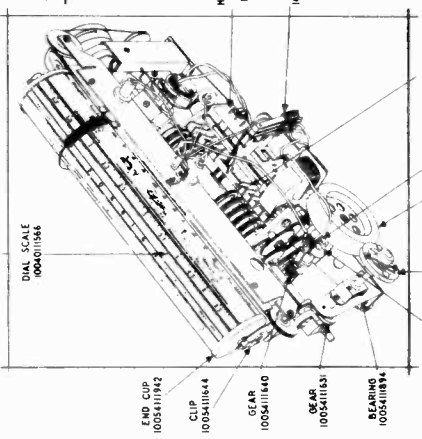 DIAL SCALE
10040111566
END CUP
10054111942
CLIP
10054111644
GEAR
10054111640
GEAR
10054111631
BEARING
10054111894